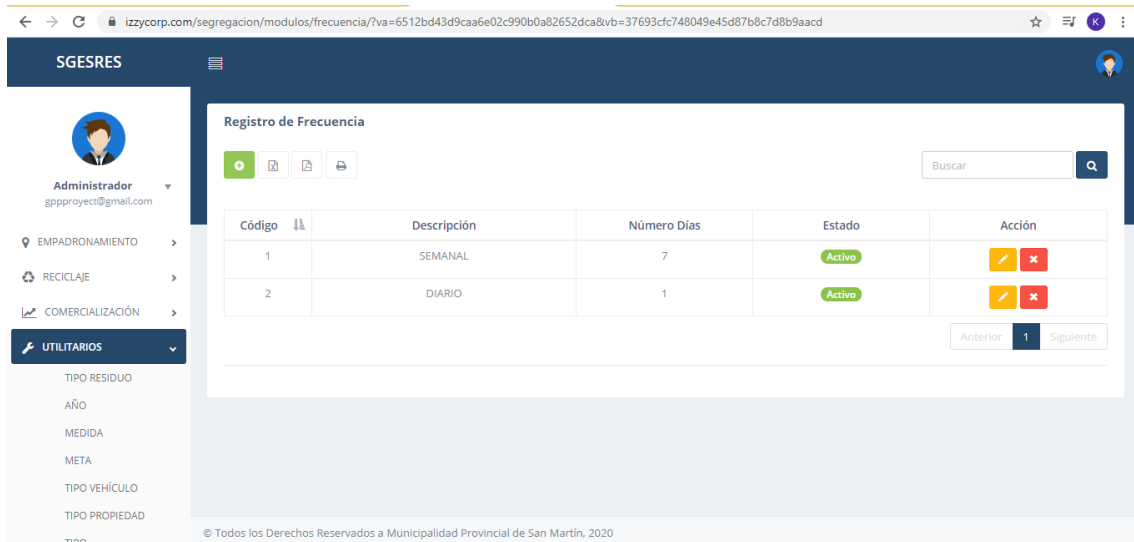 izzycorp.com/segregacion/modulos/frecuencia/?va=6512bd43d9caa6e02c990b0a82652dca&vb=37693cfc748049e45d87b8c7d8b9aacd
K
SGESRES
Administrador
gppproyect@gmail.com
EMPADRONAMIENTO
RECICLAJE
COMERCIALIZACIÓN
UTILITARIOS
TIPO RESIDUO
AÑO
MEDIDA
META
TIPO VEHÍCULO
TIPO PROPIEDAD
TIPO
Registro de Frecuencia
Buscar
Código Descripción Número Días Estado Acción
1 SEMANAL 7 Activo
2 DIARIO 1 Activo
Anterior 1 Siguiente
© Todos los Derechos Reservados a Municipalidad Provincial de San Martín, 2020